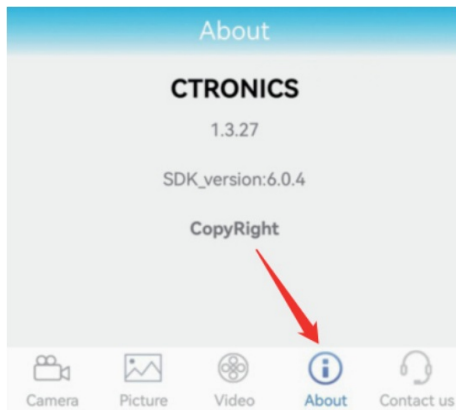 About
CTRONICS
1.3.27
SDK_version:6.0.4
CopyRight
Camera Picture Video About Contact us